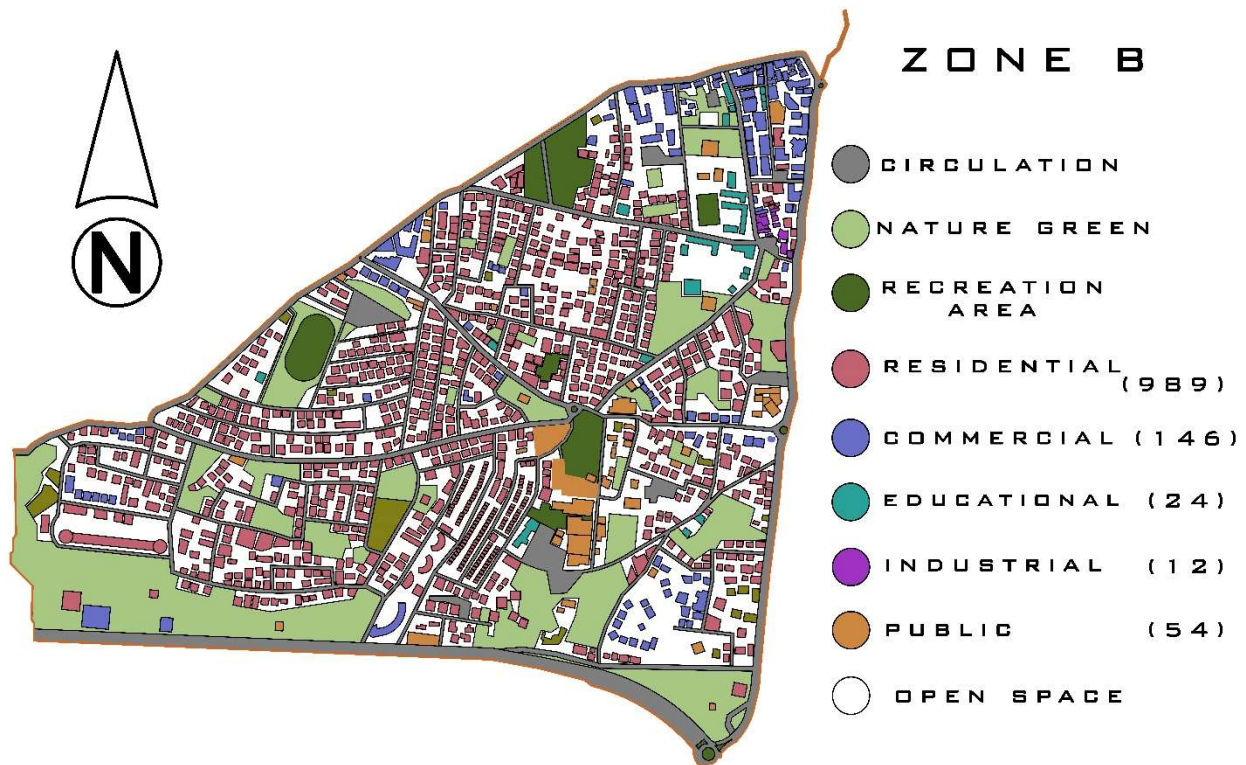 ZONE B
N
CIRCULATION
NATURE GREEN
RECREATION
AREA
RESIDENTIAL
(989)
COMMERCIAL (146)
EDUCATIONAL (24)
INDUSTRIAL (12)
PUBLIC (54)
OPEN SPACE